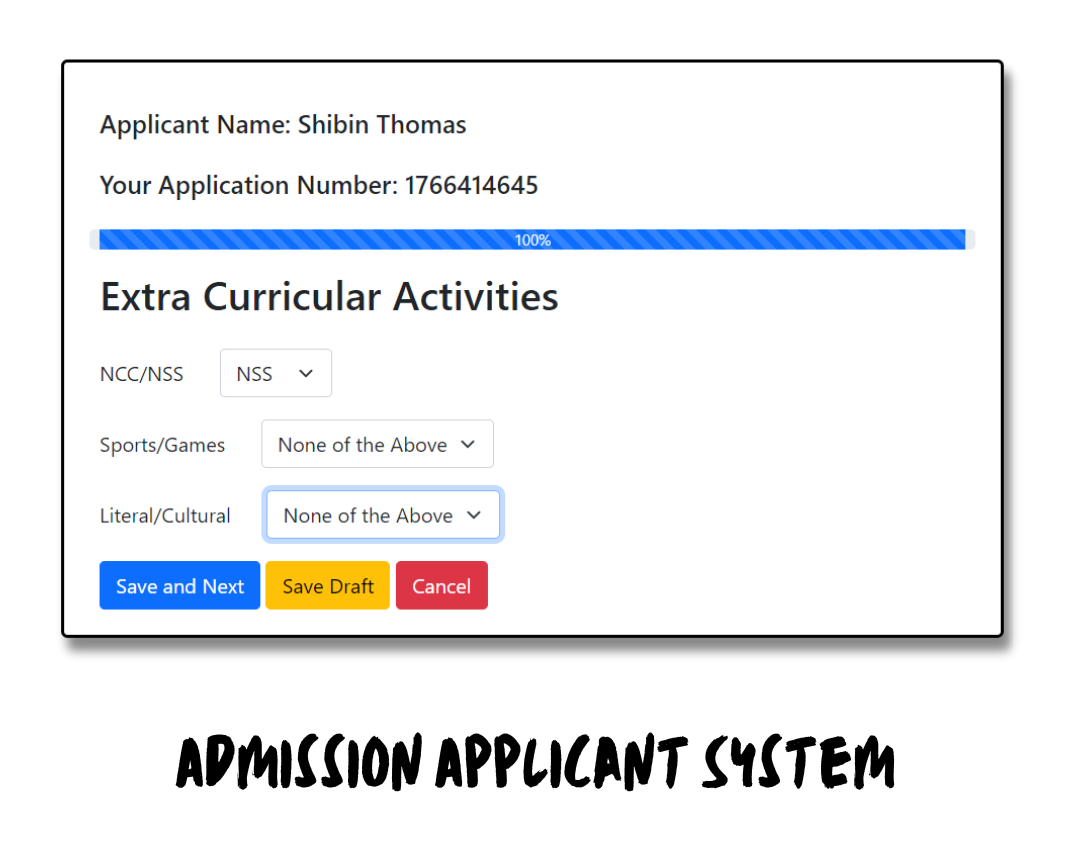 Applicant Name: Shibin Thomas
Your Application Number: 1766414645
100%
Extra Curricular Activities
NCC/NSS NSS
Sports/Games None of the Above
Literal/Cultural None of the Above
Save and Next Save Draft Cancel
ADMISSION APPLICANT SYSTEM